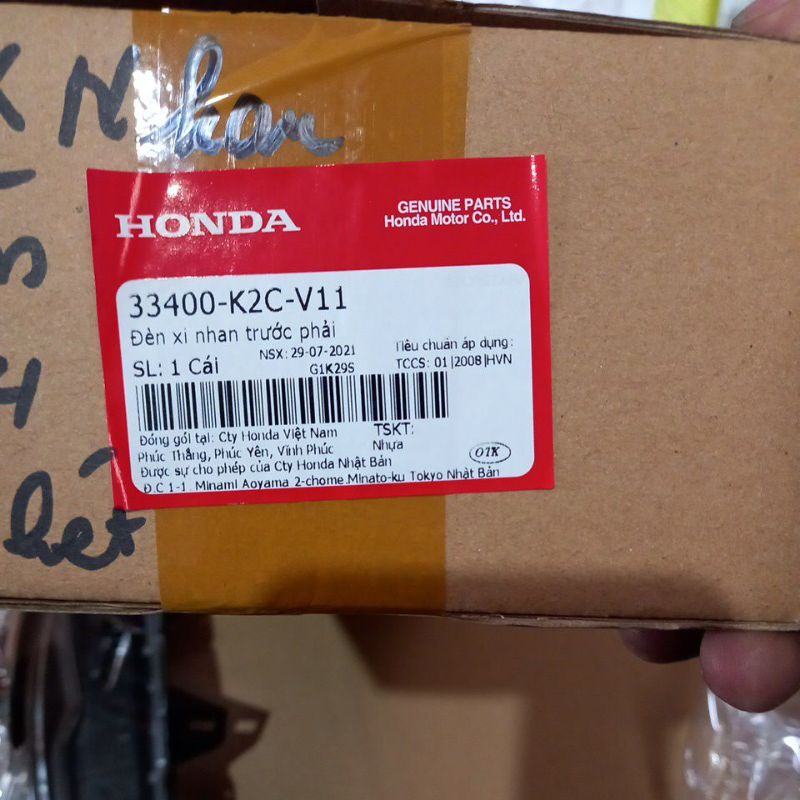 Nhan
HONDA
GENUINE PARTS
Honda Motor Co., Ltd.
33400-K2C-V11
Đèn xi nhan trước phải
NSX: 29-07-2021
Tiêu chuẩn áp dụng:
SL: 1 Cái
G1K29S
TCCS: 01|2008|HVN
Đóng gói tại: Cty Honda Việt Nam
TSKT:
Phúc Thắng, Phúc Yên, Vĩnh Phúc
Nhựa
Được sự cho phép của Cty Honda Nhật Bản
Đ.C 1-1. Minami Aoyama 2-chome.Minato-ku Tokyo Nhật Bản
hết